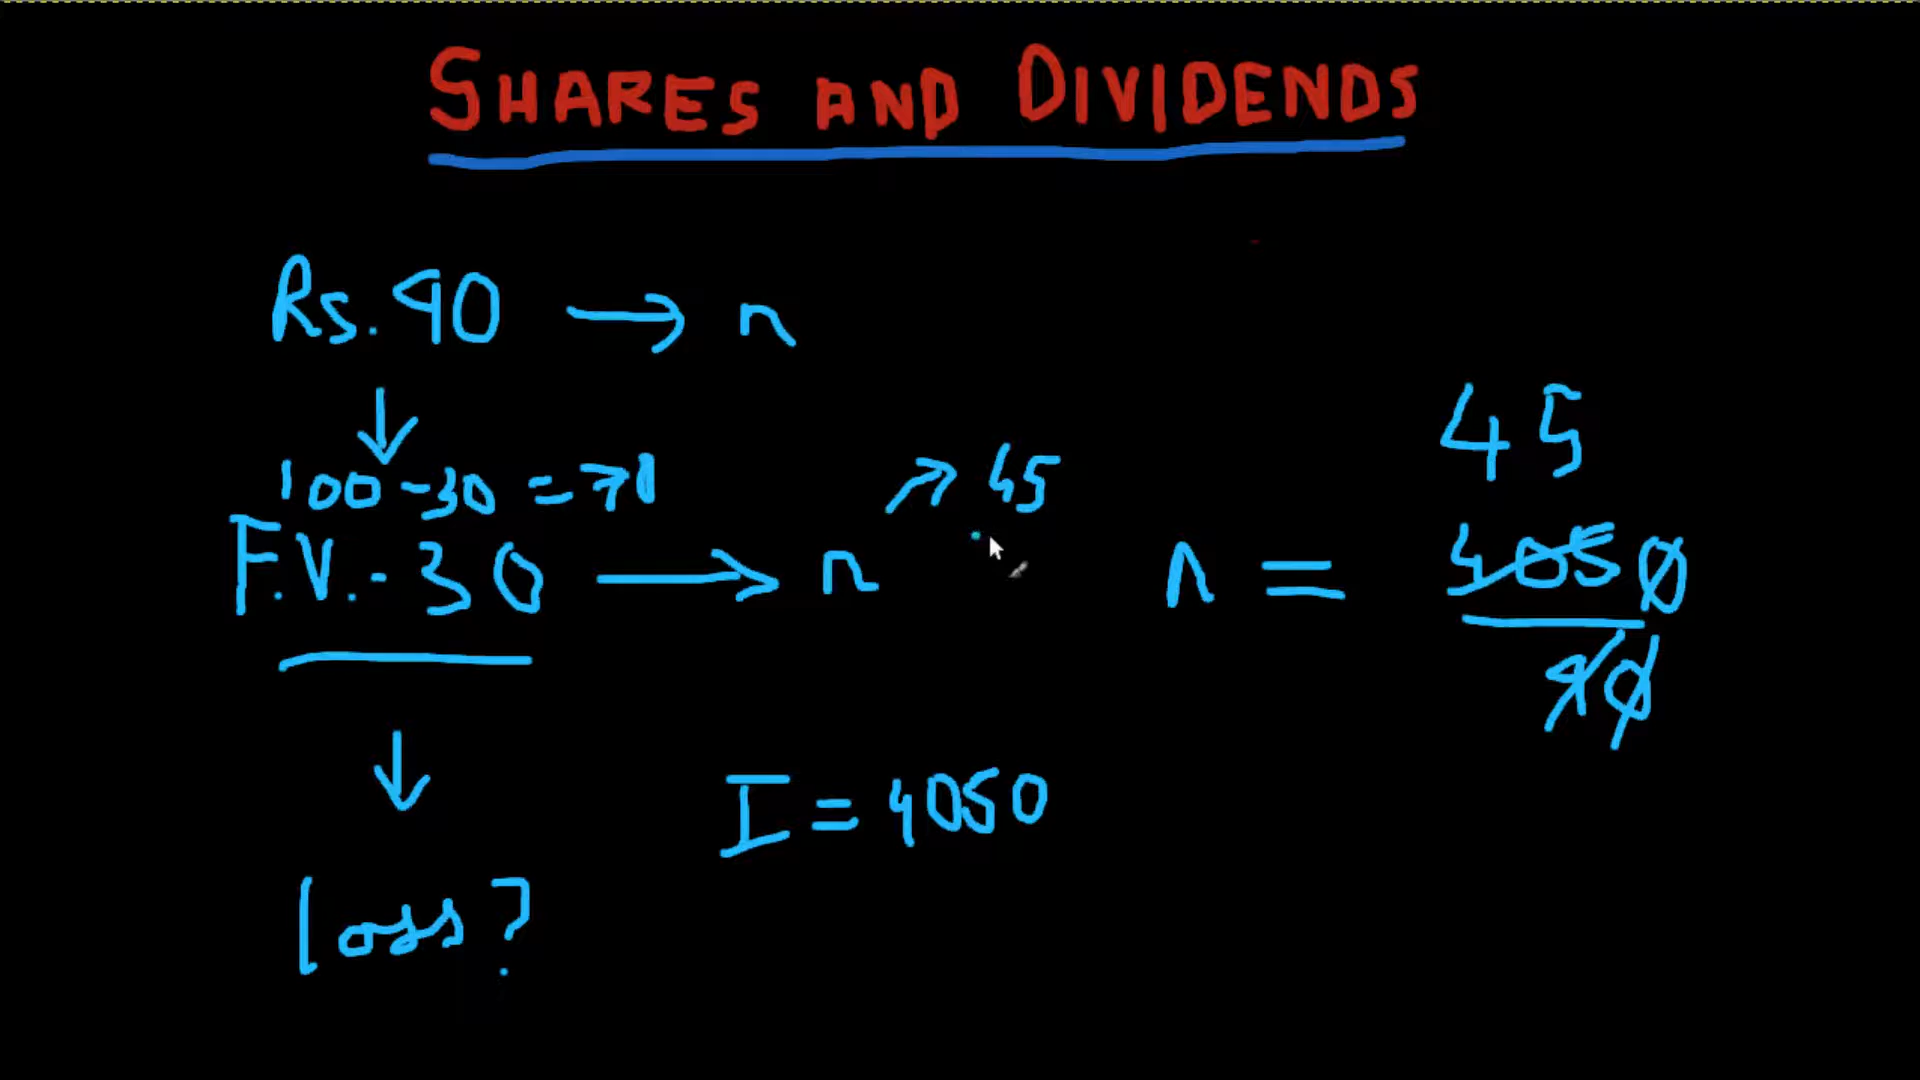 SHARES AND DIVIDENDS
Rs. 90 → n
↓
100 - 30 = 70
F.V. - 30 → n ↗ 45
n = 4050 / 90
45
↓
I = 4050
loss?